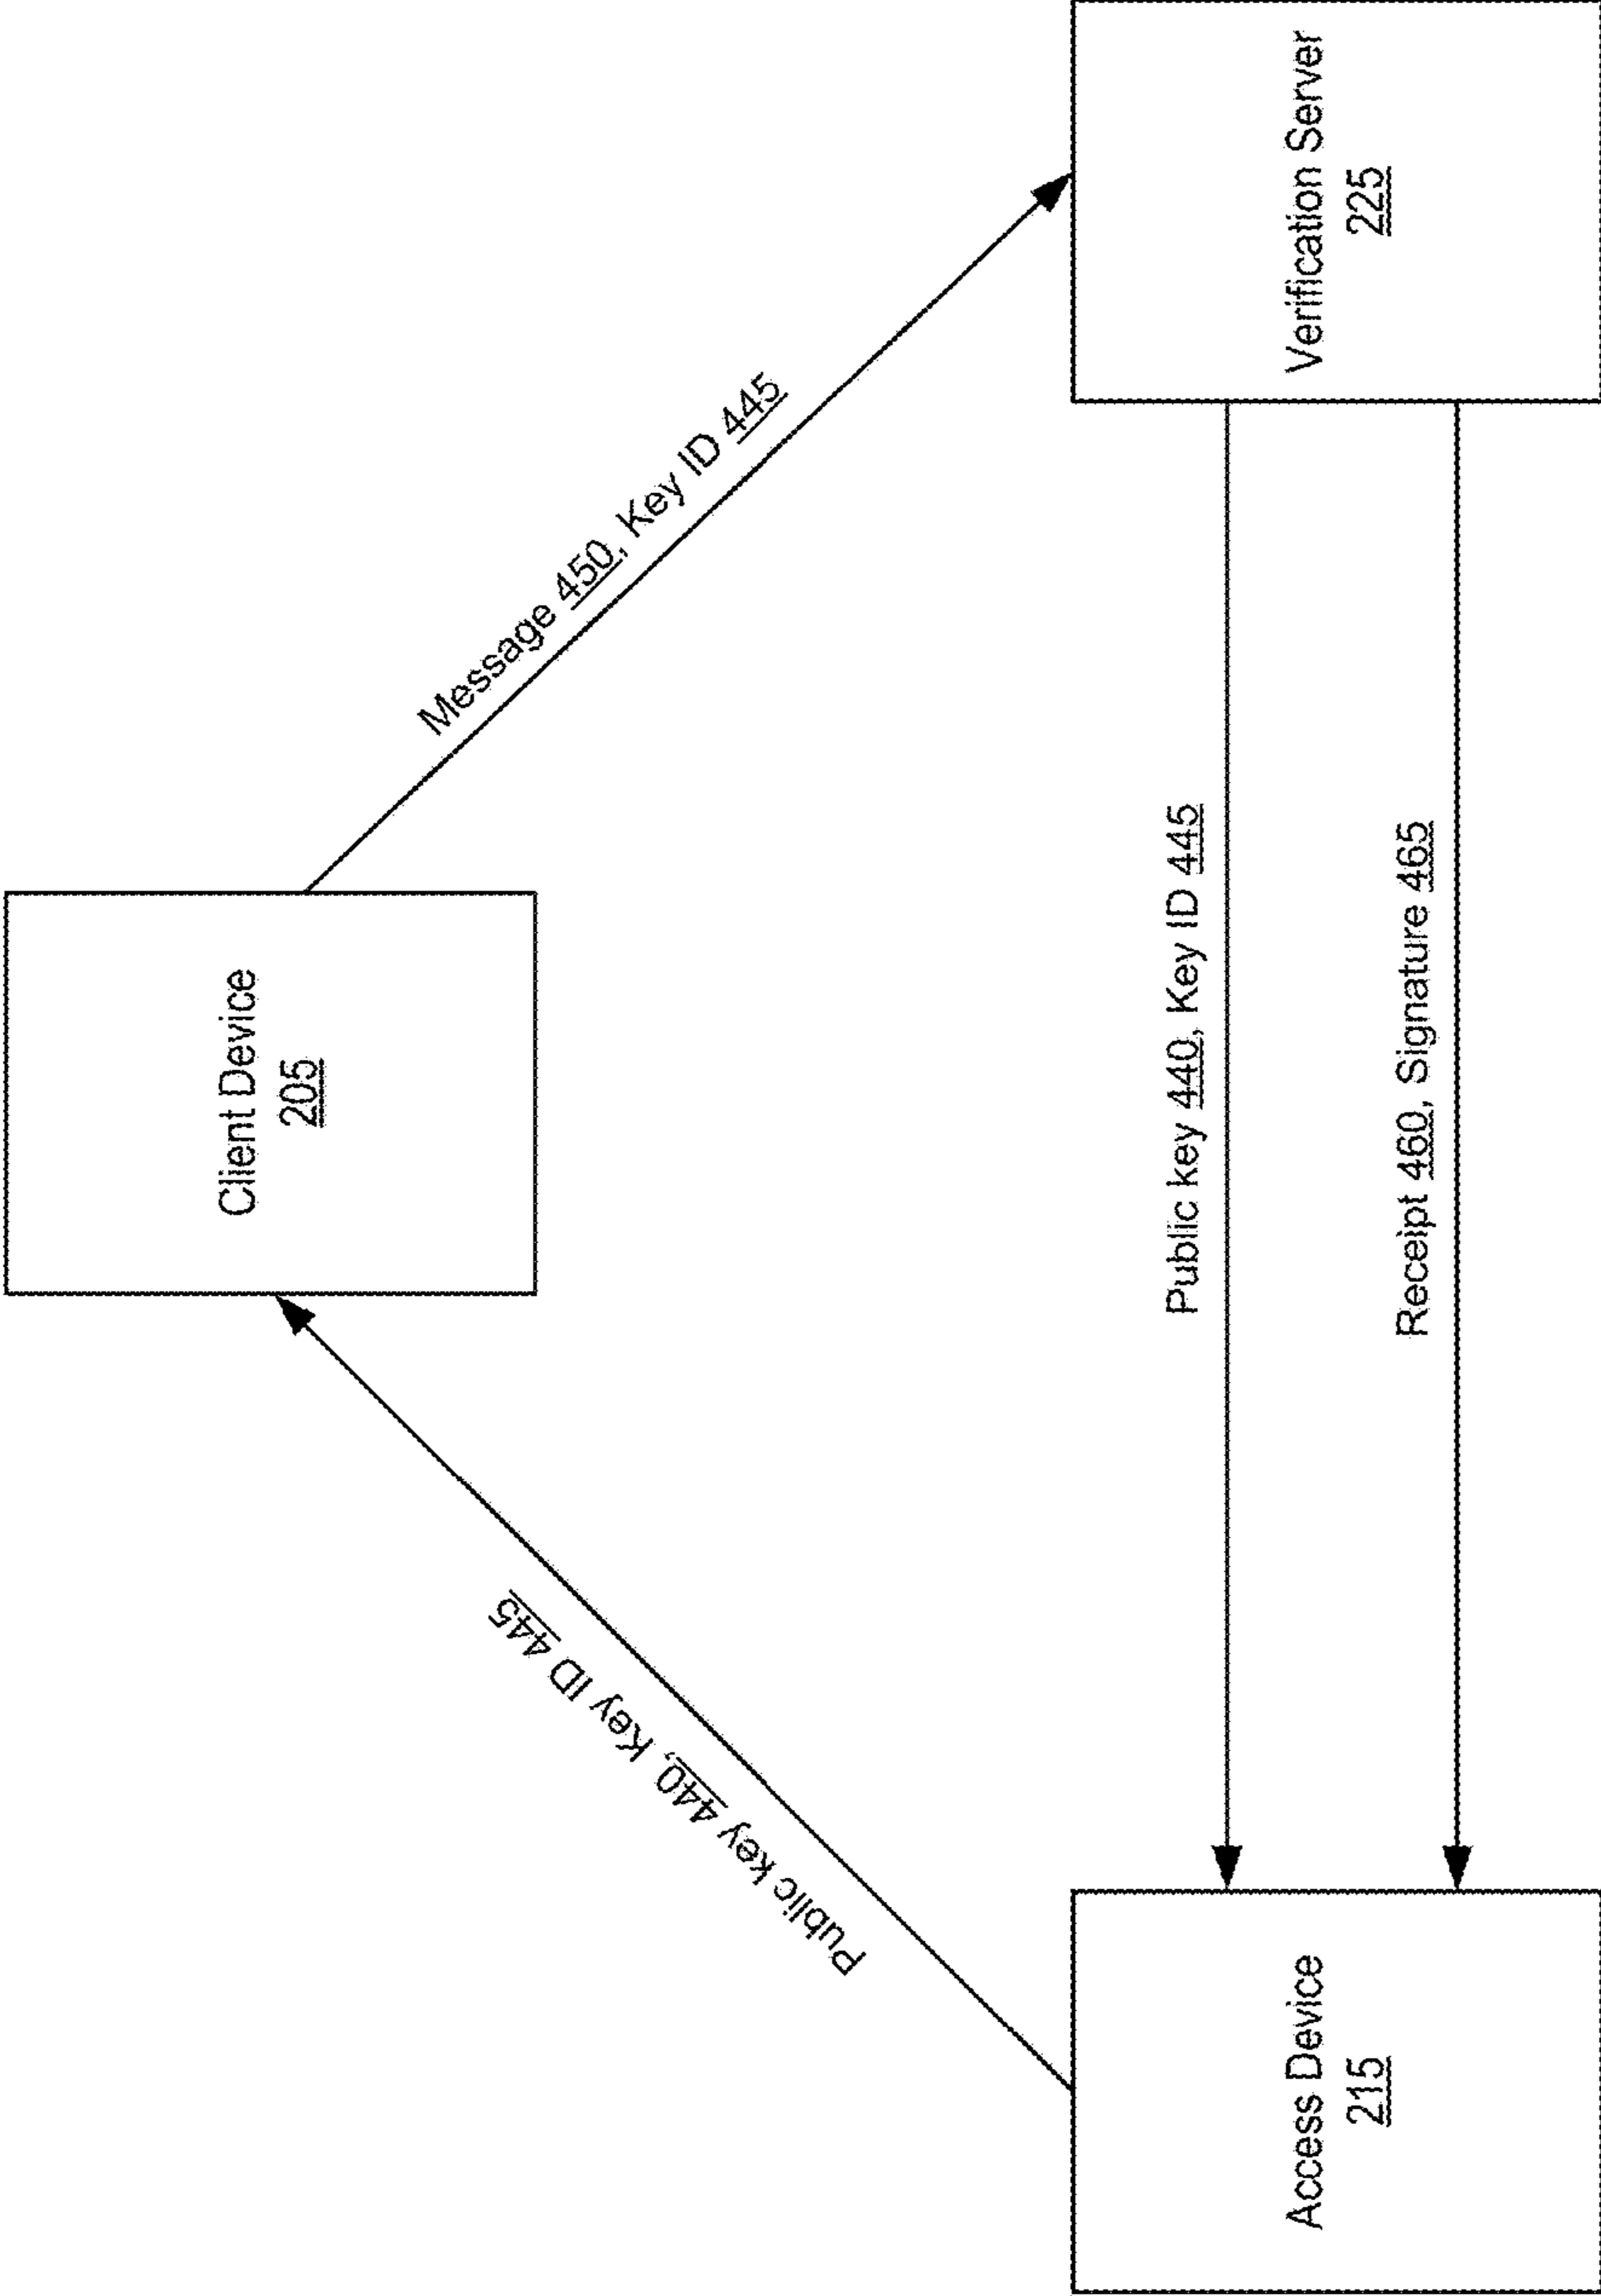 Client Device
205
Public key 440, Key ID 445
Message 450, Key ID 445
Public key 440, Key ID 445
Receipt 460, Signature 465
Access Device
215
Verification Server
225